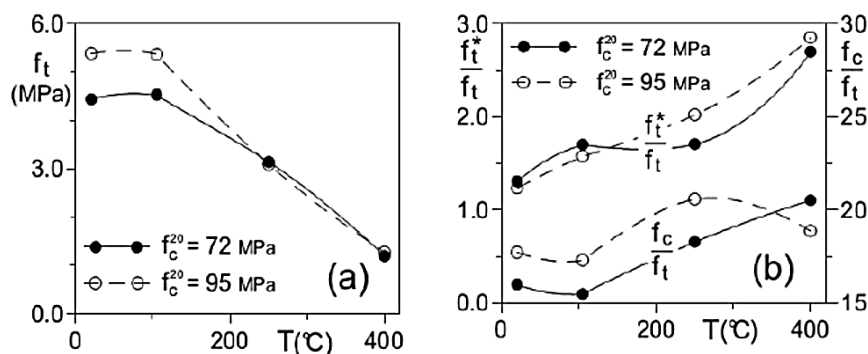 6.0
f_t
(MPa)
3.0
0.0
f_c^20 = 72 MPa
f_c^20 = 95 MPa
(a)
0
200
T(°C)
400
(b)
3.0
f_t^*
f_t
2.0
1.0
0.0
f_c^20 = 72 MPa
f_c^20 = 95 MPa
f_t^*
f_t
f_c
f_t
30
f_c
f_t
25
20
15
0
200
T(°C)
400